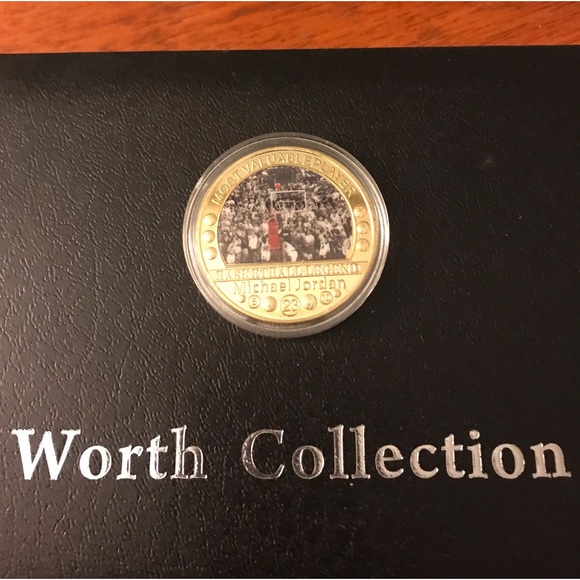 MOST VALUABLE PLAYER
BASKETBALL LEGEND
Michael Jordan
23
Worth Collection